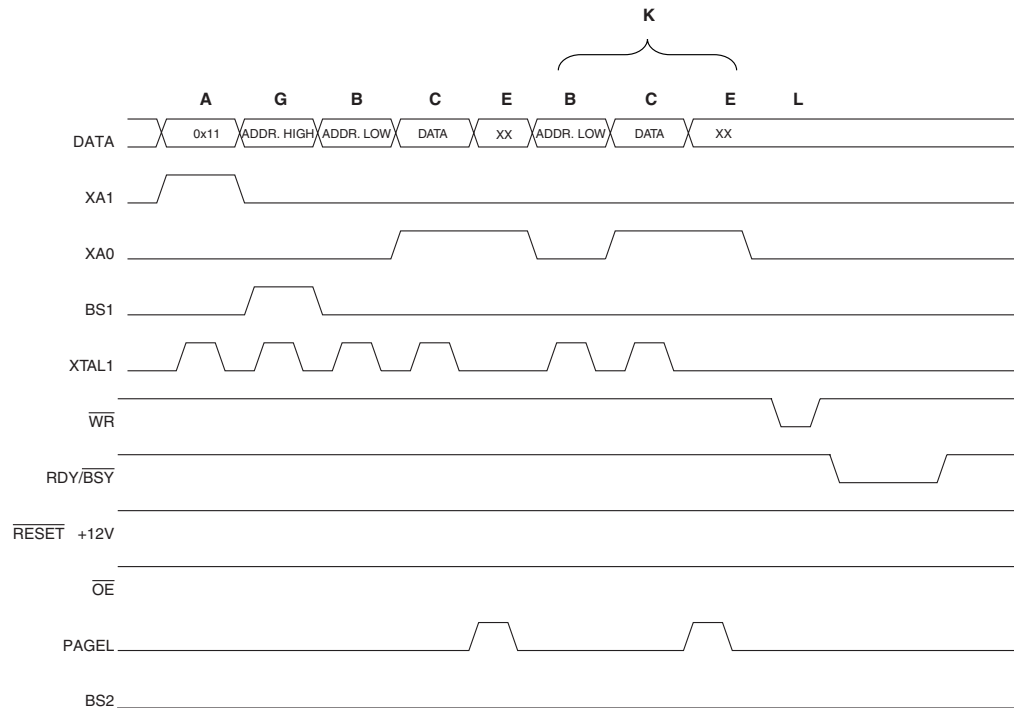 K
A G B C E B C E L
DATA 0x11 ADDR. HIGH ADDR. LOW DATA XX ADDR. LOW DATA XX
XA1
XA0
BS1
XTAL1
WR
RDY/BSY
RESET +12V
OE
PAGEL
BS2